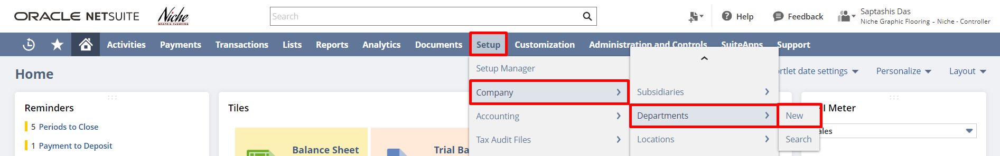 ORACLE NETSUITE
Niche
GRAPHIC FLOORING
Search
Help
Feedback
Saptashis Das
Niche Graphic Flooring - Niche - Controller
Activities Payments Transactions Lists Reports Analytics Documents Setup Customization Administration and Controls SuiteApps Support
Home
rtlet date settings
Personalize
Layout
Setup Manager
Company
Accounting
Tax Audit Files
Subsidiaries
Departments
Locations
New
Search
Reminders
5 Periods to Close
1 Payment to Deposit
Tiles
Balance Sheet
Trial Ba
I Meter
ales